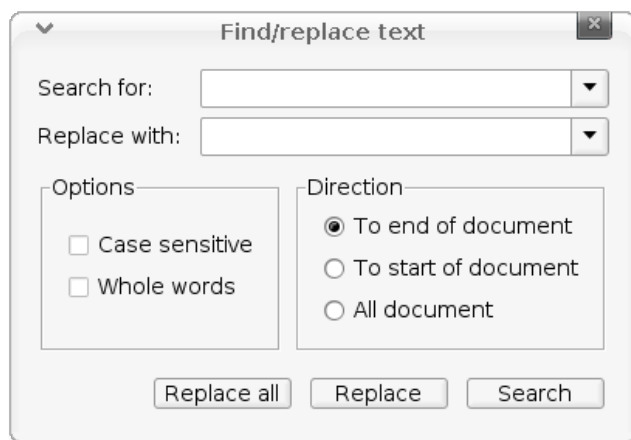 Find/replace text
Search for:
Replace with:
Options
Case sensitive
Whole words
Direction
To end of document
To start of document
All document
Replace all
Replace
Search